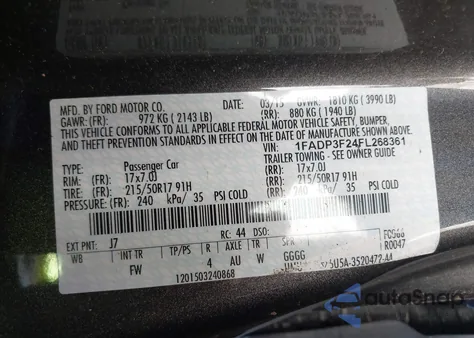 MFD. BY FORD MOTOR CO.
DATE: 03/15 GVWR: 1810 KG ( 3990 LB)
GAWR: (FR): 972 KG ( 2143 LB) (RR): 880 KG ( 1940 LB)
THIS VEHICLE CONFORMS TO ALL APPLICABLE FEDERAL MOTOR VEHICLE SAFETY, BUMPER,
AND THEFT PREVENTION STANDARDS IN EFFECT ON THE DATE OF
VIN: 1FADP3F24FL268361
TYPE: Passenger Car TRAILER TOWING - SEE OWNER GUIDE
RIM: (FR) 17x7.0J (RR) 17x7.0J
TIRE: (FR) 215/50R17 91H (RR) 215/50R17 91H
PRESSURE: (FR) 240 kPa/ 35 PSI COLD (RR) 240 kPa/ 35 PSI COLD
EXT PNT: J7 RC: 44 DSO:
WB INT TR TP/PS R AXLE TR
FW 4 AU W GGGG
R0047
1201503240868
AutoSnap